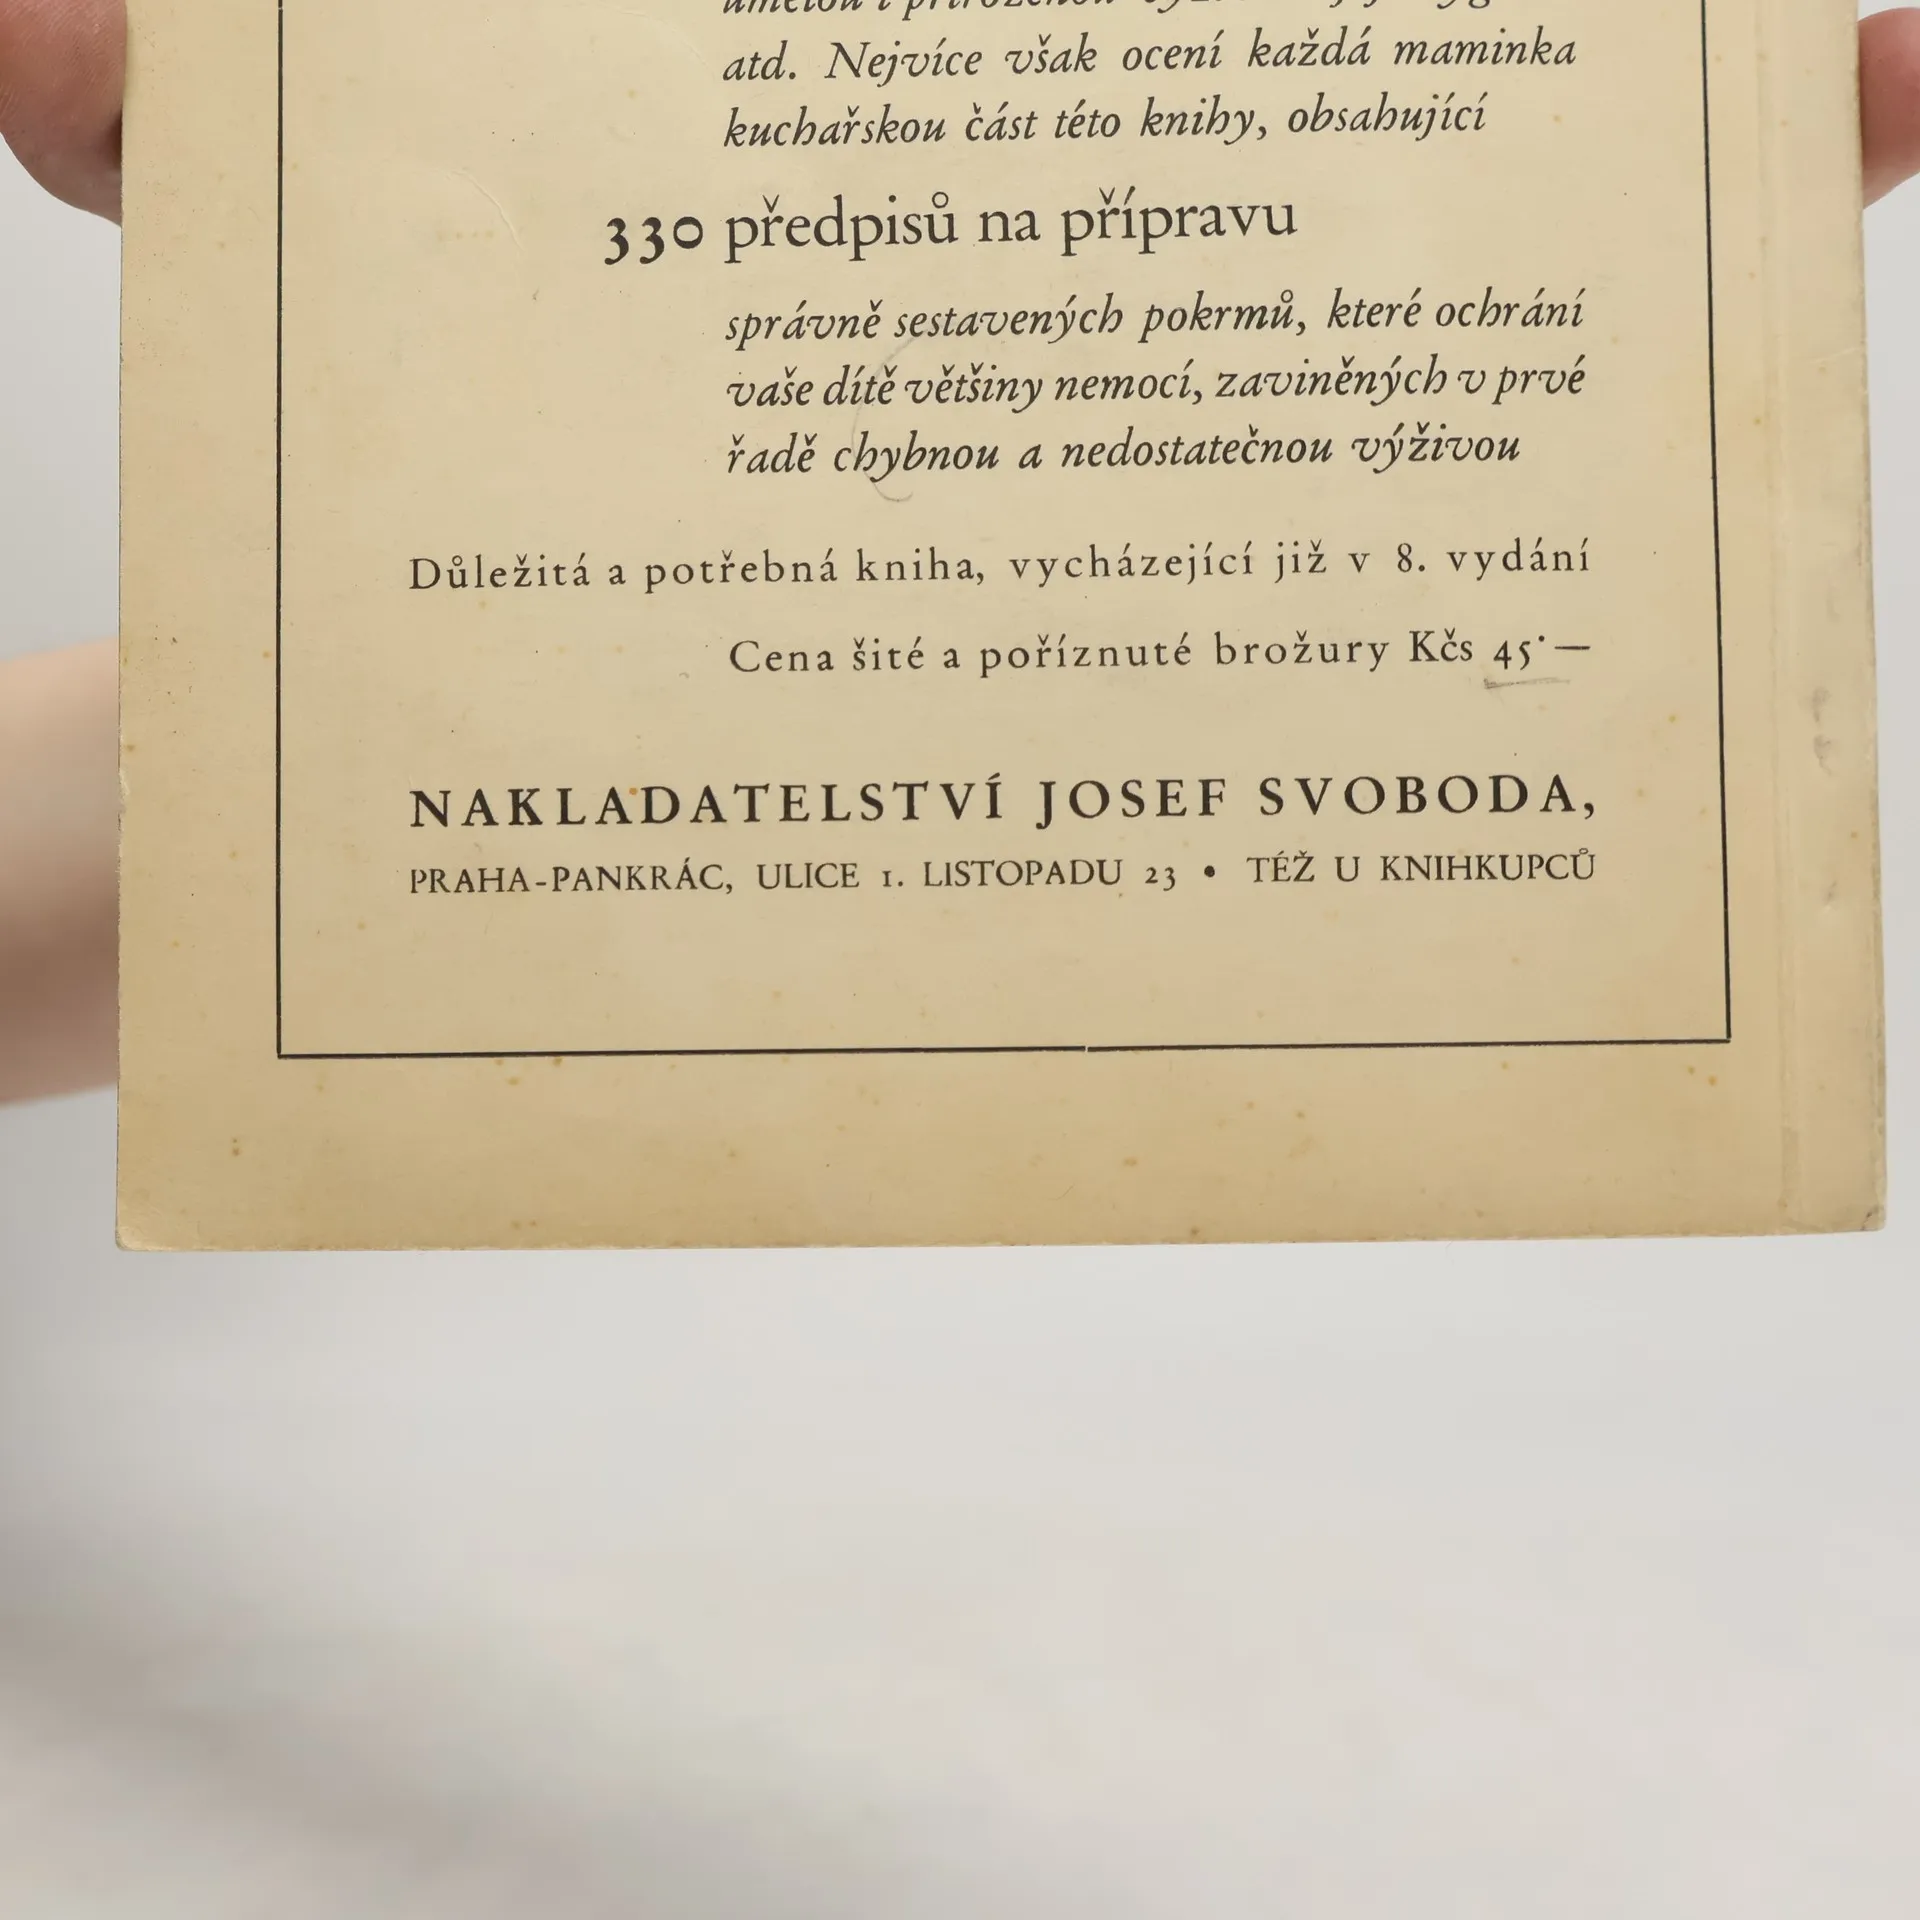 atd. Nejvíce však ocení každá maminka
kuchařskou část této knihy, obsahující
330 předpisů na přípravu
správně sestavených pokrmů, které ochrání
vaše dítě většiny nemocí, zaviněných v prvé
řadě chybnou a nedostatečnou výživou
Důležitá a potřebná kniha, vycházející již v 8. vydání
Cena šité a poříznuté brožury Kčs 45·—
NAKLADATELSTVÍ JOSEF SVOBODA,
PRAHA-PANKRÁC, ULICE 1. LISTOPADU 23 • TÉŽ U KNIHKUPCŮ